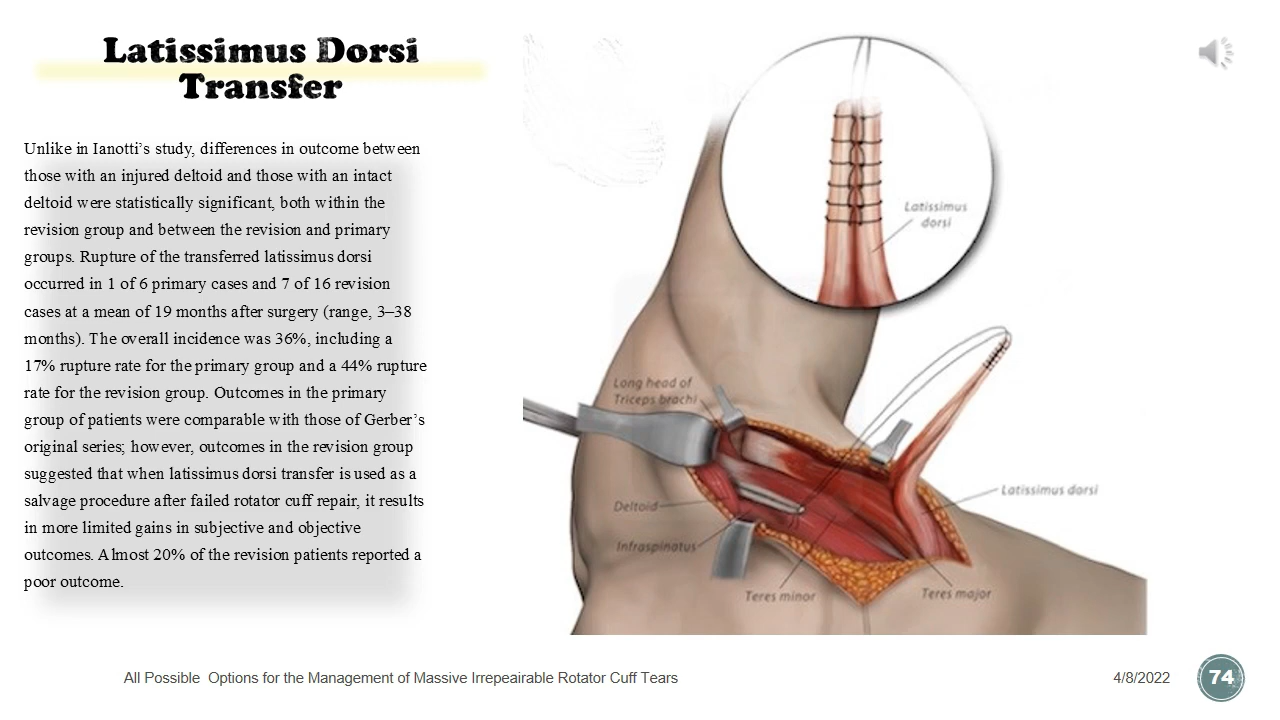 Latissimus Dorsi
Transfer
Unlike in Ianotti’s study, differences in outcome between
those with an injured deltoid and those with an intact
deltoid were statistically significant, both within the
revision group and between the revision and primary
groups. Rupture of the transferred latissimus dorsi
occurred in 1 of 6 primary cases and 7 of 16 revision
cases at a mean of 19 months after surgery (range, 3–38
months). The overall incidence was 36%, including a
17% rupture rate for the primary group and a 44% rupture
rate for the revision group. Outcomes in the primary
group of patients were comparable with those of Gerber’s
original series; however, outcomes in the revision group
suggested that when latissimus dorsi transfer is used as a
salvage procedure after failed rotator cuff repair, it results
in more limited gains in subjective and objective
outcomes. Almost 20% of the revision patients reported a
poor outcome.
Latissimus
dorsi
Long head of
Triceps brachi
Latissimus dorsi
Deltoid
Infraspinatus
Teres minor
Teres major
All Possible Options for the Management of Massive Irrepeairable Rotator Cuff Tears
4/8/2022
74